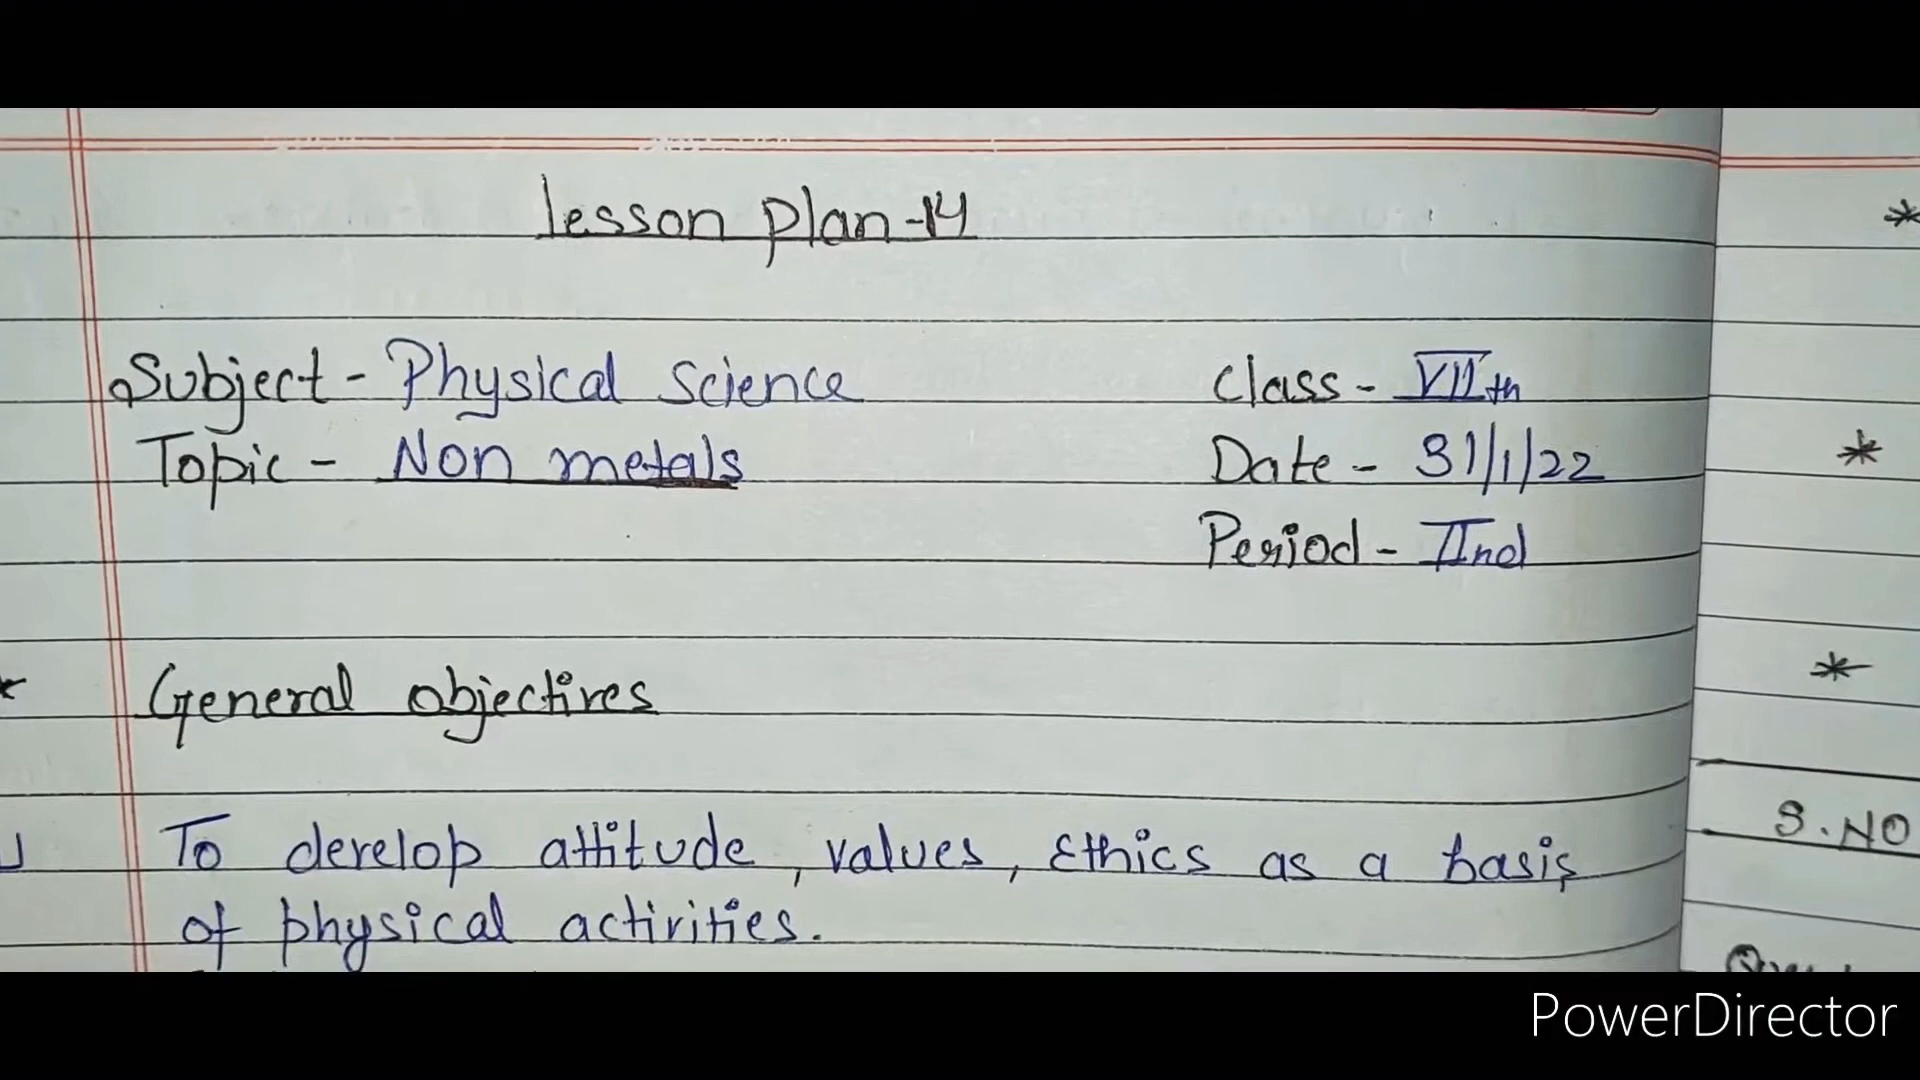 lesson plan-14
Subject - Physical Science
Class - VIIth
Topic - Non metals
Date - 31/1/22
Period - IInd
* General objectives
To develop attitude, values, Ethics as a basis
of physical activities.
*
*
*
S.NO
PowerDirector